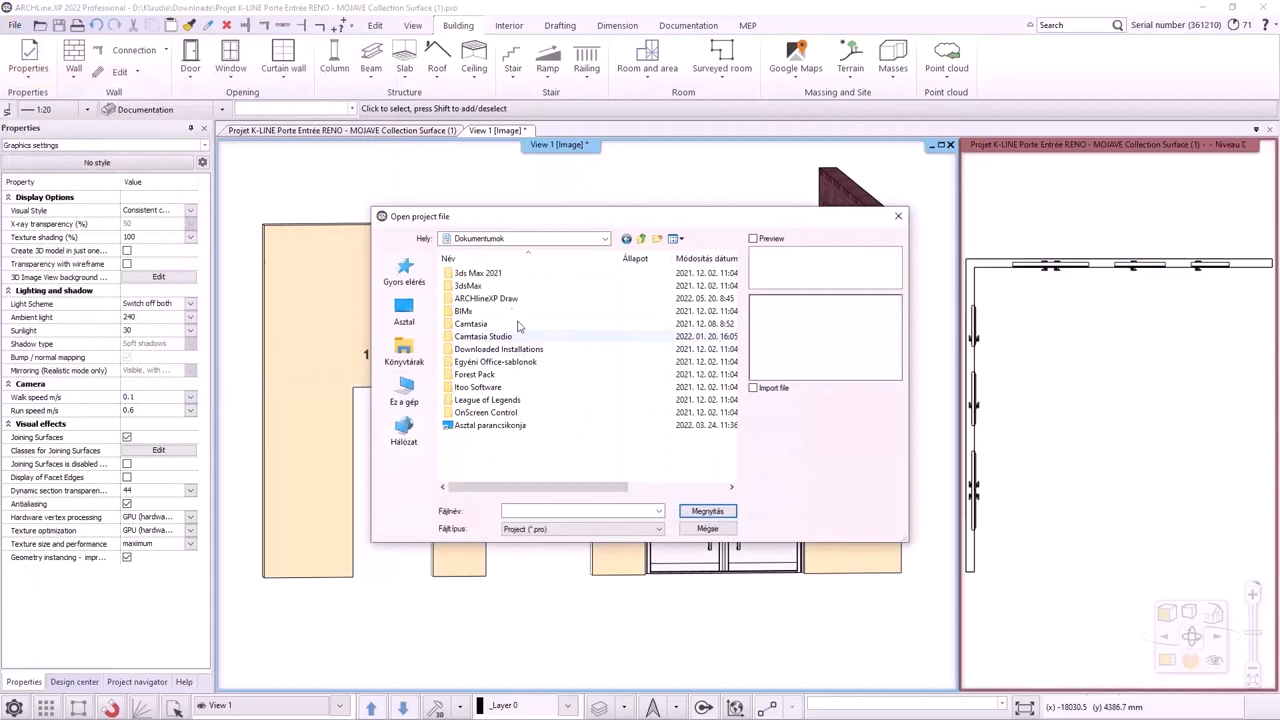 ARCHLine.XP 2022 Professional - C:\Users\Klaudia\Downloads\Projet K-LINE Porte Entrée RENO - MOJAVE Collection Surface (1).pro
File Edit View Building Interior Drafting Dimension Documentation MEP Search Serial number (361210) 71
Properties Wall Connection Edit Door Window Curtain wall Column Beam Slab Roof Ceiling Stair Ramp Railing Room and area Surveyed room Google Maps Terrain Masses Point cloud
Properties Wall Opening Structure Stair Room Massing and Site Point cloud
1:20 Documentation Click to select, press Shift to add/deselect
Properties
Projet K-LINE Porte Entrée RENO - MOJAVE Collection Surface (1) View 1 [Image] *
View 1 [Image] *
Projet K-LINE Porte Entrée RENO - MOJAVE Collection Surface (1) - - Niveau
Graphics settings
No style
Property Value
Display Options
Visual Style Consistent c...
X-ray transparency (%) 50
Texture shading (%) 100
Create 3D model in just one...
Transparency with wireframe
3D Image View background ... Edit
Lighting and shadow
Light Scheme Switch off both
Ambient light 240
Sunlight 30
Shadow type Soft shadows
Bump / normal mapping
Mirroring (Realistic mode only) Visible, with ...
Camera
Walk speed m/s 0.1
Run speed m/s 0.6
Visual effects
Joining Surfaces
Classes for Joining Surfaces Edit
Joining Surfaces is disabled ...
Display of Facet Edges
Dynamic section transparen... 44
Antialiasing
Hardware vertex processing GPU (hardwa...
Texture optimization GPU (hardwa...
Texture size and performance maximum
Geometry instancing - impr...
Open project file
Hely: Dokumentumok
Preview
Gyors elérés
Asztal
Könyvtárak
Ez a gép
Hálózat
Név Állapot Módosítás dátum
3ds Max 2021 2021. 12. 02. 11:04
3dsMax 2021. 12. 02. 11:04
ARCHlineXP Draw 2022. 05. 20. 8:45
BIMx 2021. 12. 02. 11:04
Camtasia 2021. 12. 08. 8:52
Camtasia Studio 2022. 01. 20. 16:05
Downloaded Installations 2021. 12. 02. 11:04
Egyéni Office-sablonok 2021. 12. 02. 11:04
Forest Pack 2021. 12. 02. 11:04
Itoo Software 2021. 12. 02. 11:04
League of Legends 2021. 12. 02. 11:04
OnScreen Control 2021. 12. 02. 11:04
Asztal parancsikonja 2022. 03. 24. 11:36
Import file
Fájlnév: Megnyitás
Fájltípus: Project (*.pro) Mégse
1
Properties Design center Project navigator Help
View 1 _Layer 0 x: -18030.5 y: 4386.7 mm